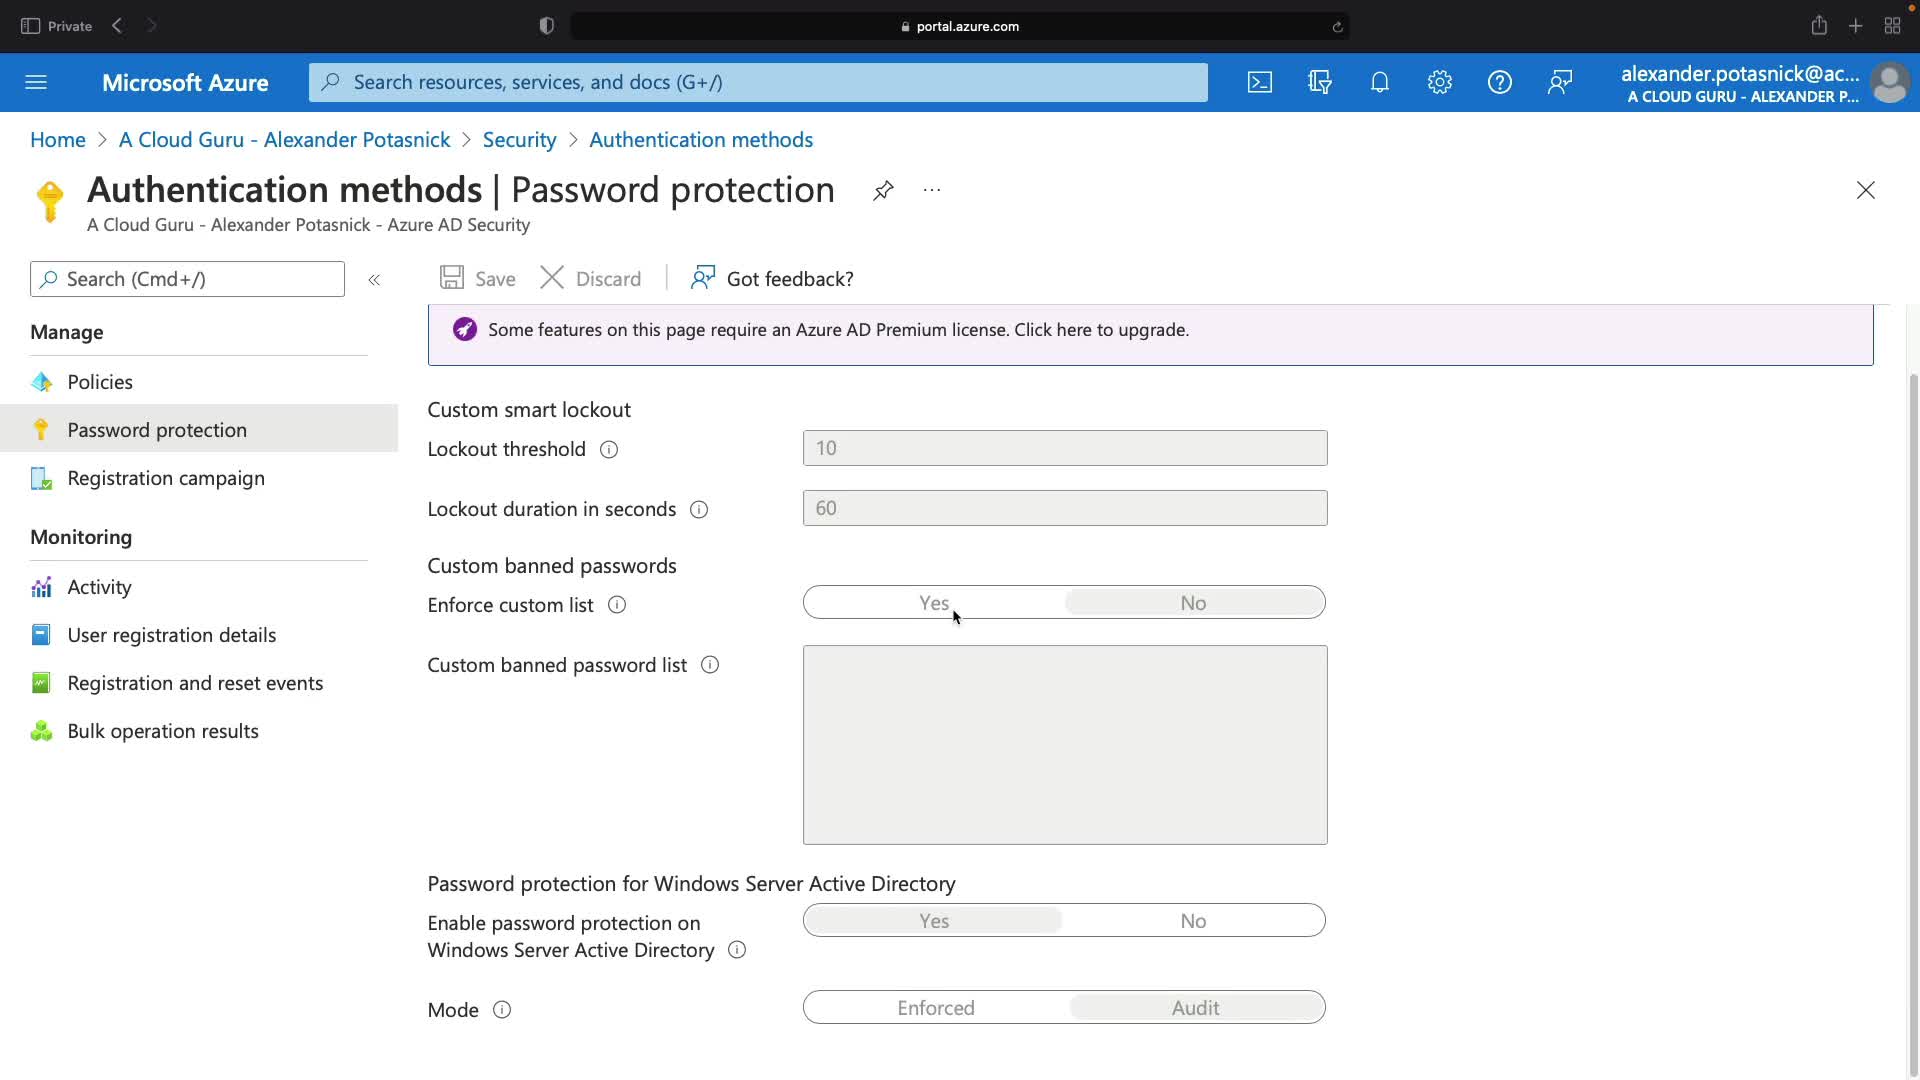 Private
portal.azure.com
Microsoft Azure
Search resources, services, and docs (G+/)
alexander.potasnick@ac...
A CLOUD GURU - ALEXANDER P...
Home > A Cloud Guru - Alexander Potasnick > Security > Authentication methods
Authentication methods | Password protection
...
A Cloud Guru - Alexander Potasnick - Azure AD Security
Search (Cmd+/)
«
Save
Discard
Got feedback?
Manage
Policies
Password protection
Registration campaign
Monitoring
Activity
User registration details
Registration and reset events
Bulk operation results
Some features on this page require an Azure AD Premium license. Click here to upgrade.
Custom smart lockout
Lockout threshold
10
Lockout duration in seconds
60
Custom banned passwords
Enforce custom list
Yes No
Custom banned password list
Password protection for Windows Server Active Directory
Enable password protection on
Windows Server Active Directory
Yes No
Mode
Enforced Audit